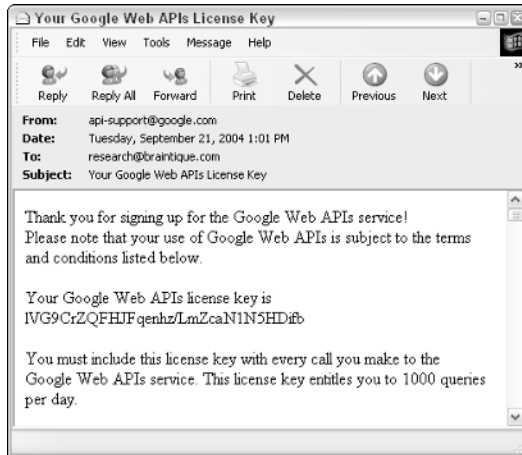 Your Google Web APIs License Key
File Edit View Tools Message Help
Reply Reply All Forward Print Delete Previous Next
From: api-support@google.com
Date: Tuesday, September 21, 2004 1:01 PM
To: research@braintique.com
Subject: Your Google Web APIs License Key
Thank you for signing up for the Google Web APIs service!
Please note that your use of Google Web APIs is subject to the terms
and conditions listed below.
Your Google Web APIs license key is
lVG9CrZQFHJFqenhz/LmZcaN1N5HDifb
You must include this license key with every call you make to the
Google Web APIs service. This license key entitles you to 1000 queries
per day.